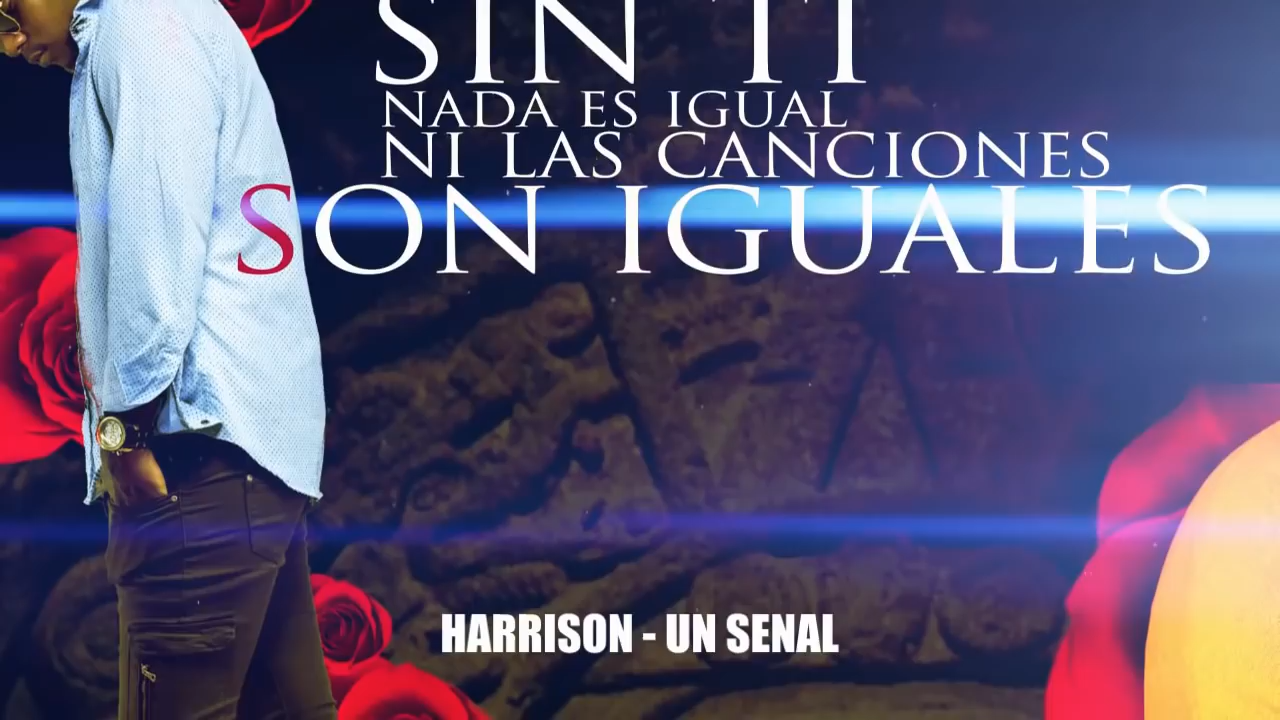 SIN TI
NADA ES IGUAL
NI LAS CANCIONES
SON IGUALES
HARRISON - UN SENAL